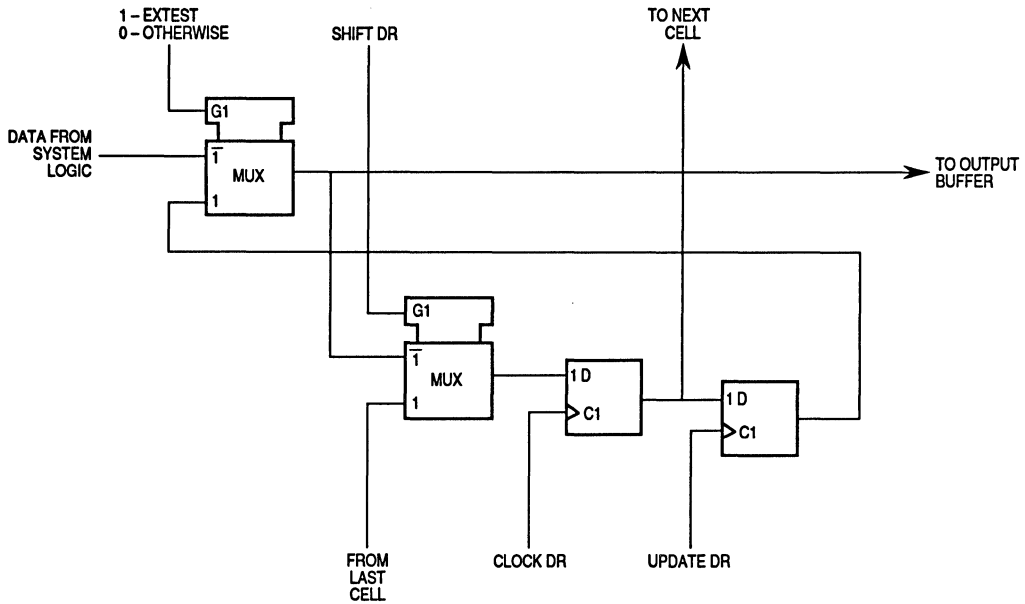 1 – EXTEST
0 – OTHERWISE
SHIFT DR
TO NEXT
CELL
G1
DATA FROM
SYSTEM
LOGIC
1
MUX
1
TO OUTPUT
BUFFER
G1
1
MUX
1
1 D
C1
1 D
C1
FROM
LAST
CELL
CLOCK DR
UPDATE DR